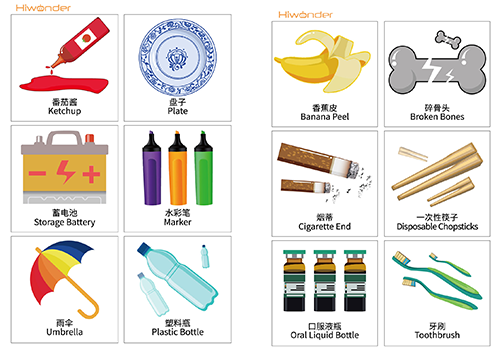 Hiwonder
番茄酱
Ketchup
盘子
Plate
蓄电池
Storage Battery
水彩笔
Marker
雨伞
Umbrella
塑料瓶
Plastic Bottle
Hiwonder
香蕉皮
Banana Peel
碎骨头
Broken Bones
烟蒂
Cigarette End
一次性筷子
Disposable Chopsticks
口服液瓶
Oral Liquid Bottle
牙刷
Toothbrush